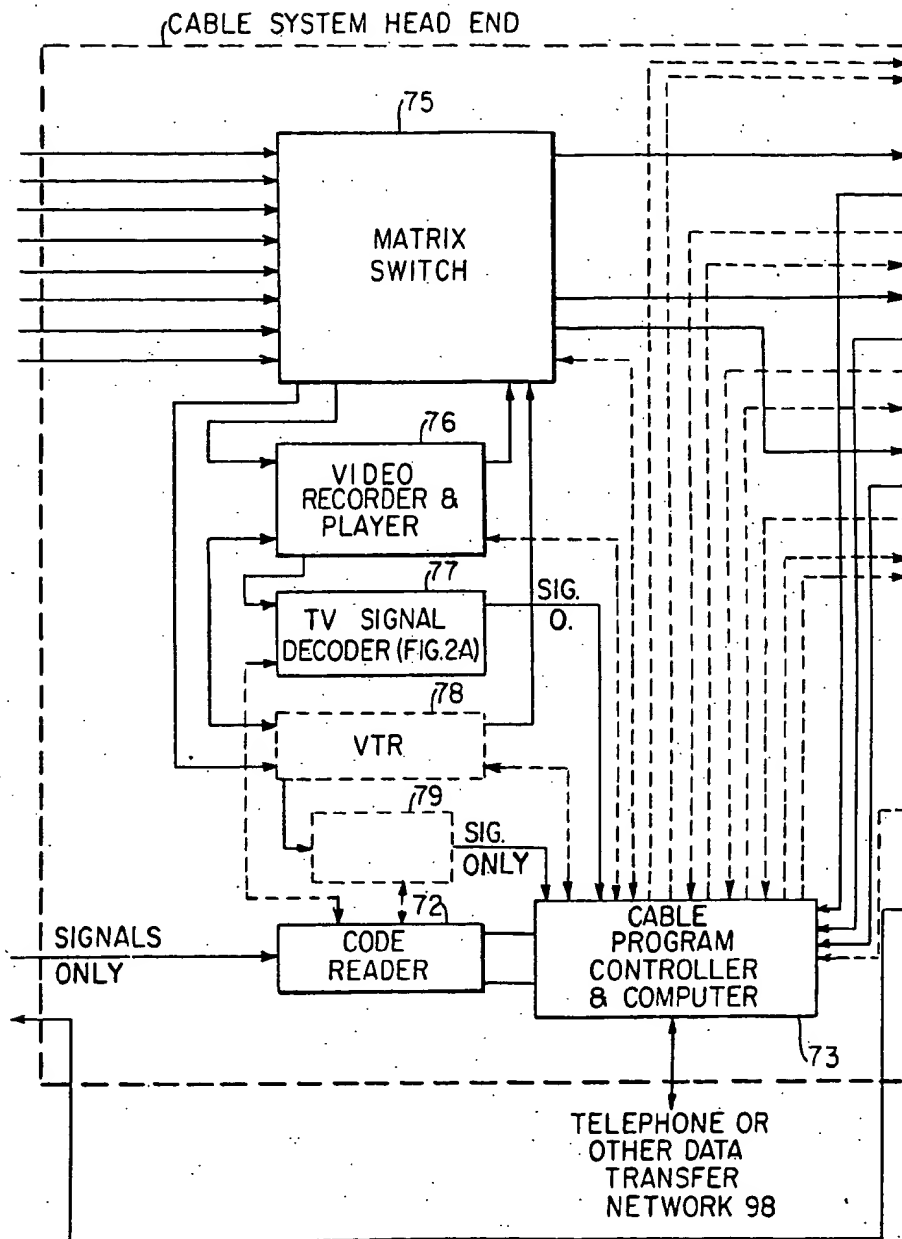 CABLE SYSTEM HEAD END
75
MATRIX
SWITCH
76
VIDEO
RECORDER &
PLAYER
77
TV SIGNAL
DECODER (FIG.2A)
SIG.
O.
78
VTR
79
SIG.
ONLY
72
CODE
READER
SIGNALS
ONLY
CABLE
PROGRAM
CONTROLLER
& COMPUTER
73
TELEPHONE OR
OTHER DATA
TRANSFER
NETWORK 98